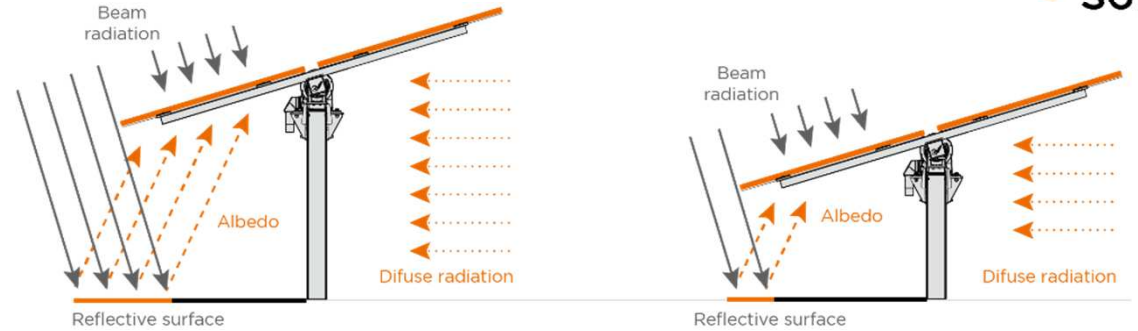 Beam
radiation
Albedo
Difuse radiation
Reflective surface
Beam
radiation
Albedo
Difuse radiation
Reflective surface